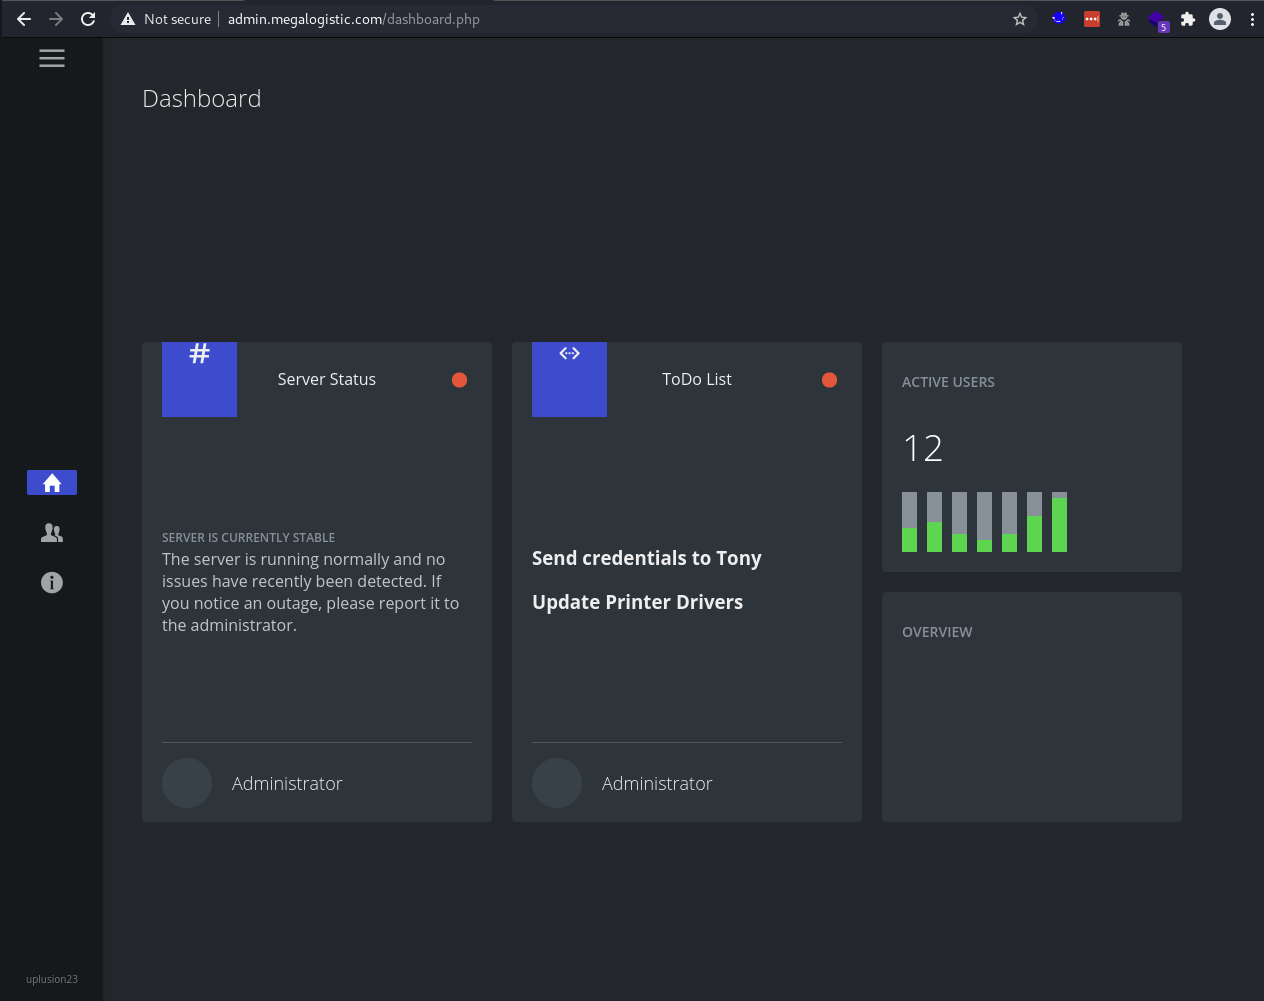 Not secure | admin.megalogistic.com/dashboard.php
5
Dashboard
#
Server Status
SERVER IS CURRENTLY STABLE
The server is running normally and no
issues have recently been detected. If
you notice an outage, please report it to
the administrator.
Administrator
ToDo List
Send credentials to Tony
Update Printer Drivers
Administrator
ACTIVE USERS
12
OVERVIEW
uplusion23